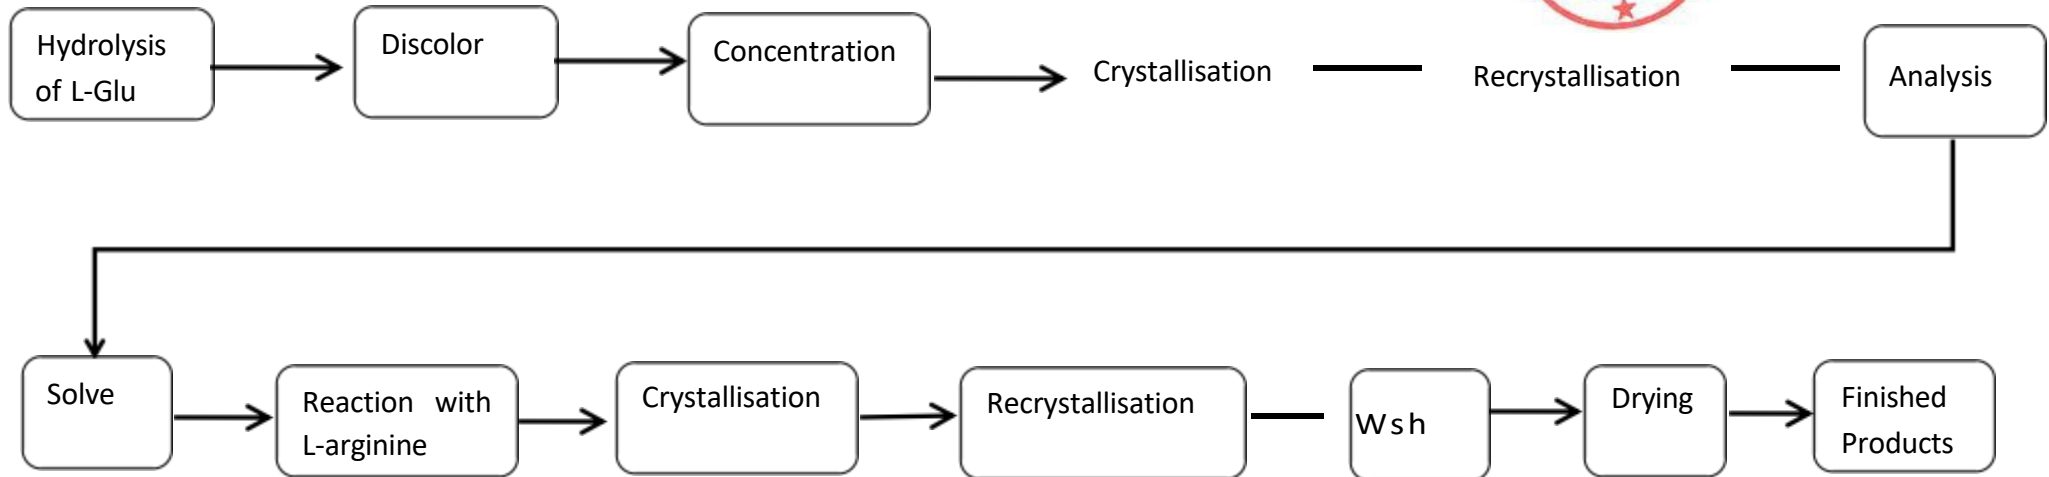 Hydrolysis
of L-Glu
Discolor
Concentration
Crystallisation
Recrystallisation
Analysis
Solve
Reaction with
L-arginine
Crystallisation
Recrystallisation
Wsh
Drying
Finished
Products